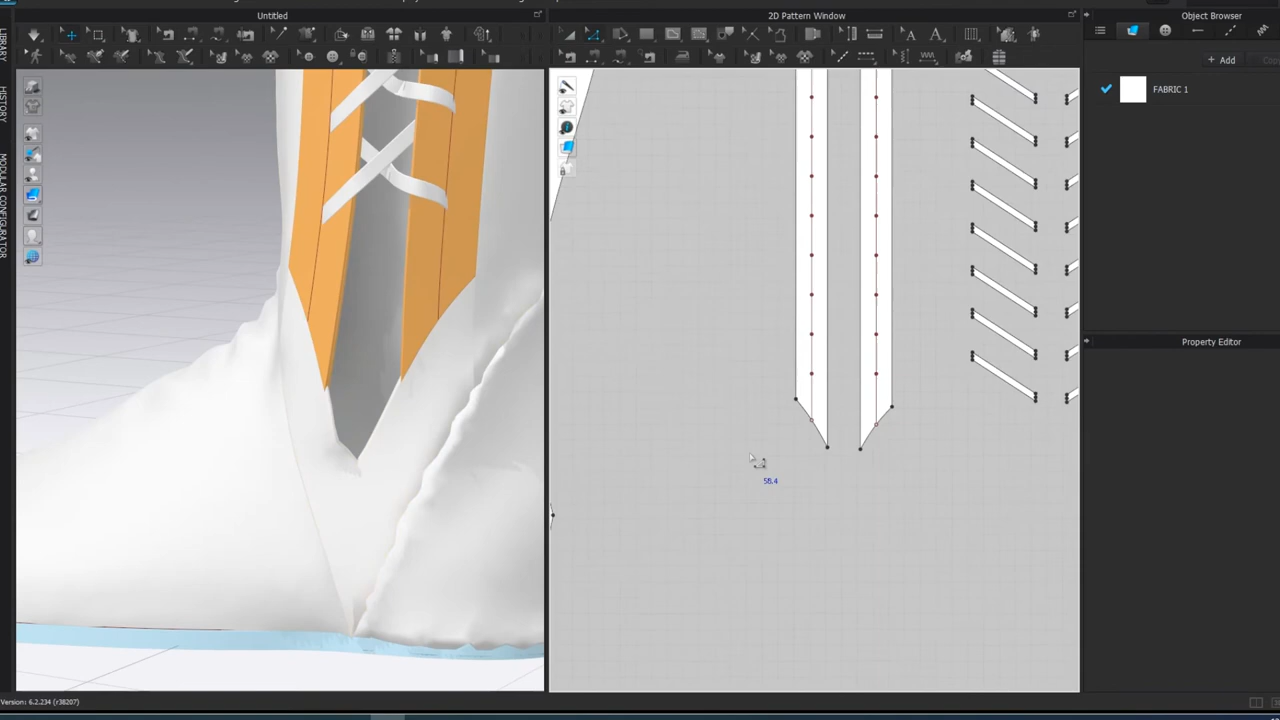 Untitled
2D Pattern Window
Object Browser
LIBRARY
HISTORY
MODULAR CONFIGURATOR
+ Add
FABRIC 1
Property Editor
58.4
Version: 6.2.234 (r38207)